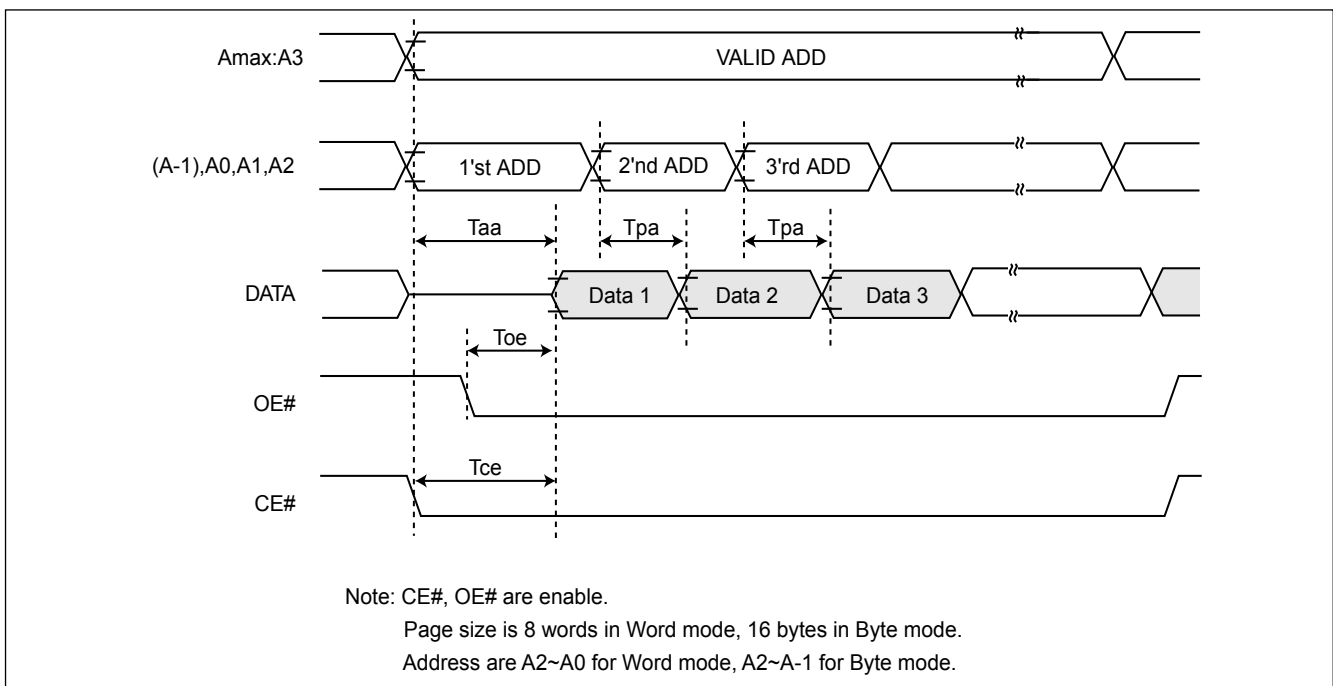 Amax:A3
VALID ADD
(A-1),A0,A1,A2
1'st ADD
2'nd ADD
3'rd ADD
Taa
Tpa
Tpa
DATA
Data 1
Data 2
Data 3
Toe
OE#
Tce
CE#
Note: CE#, OE# are enable.
Page size is 8 words in Word mode, 16 bytes in Byte mode.
Address are A2~A0 for Word mode, A2~A-1 for Byte mode.